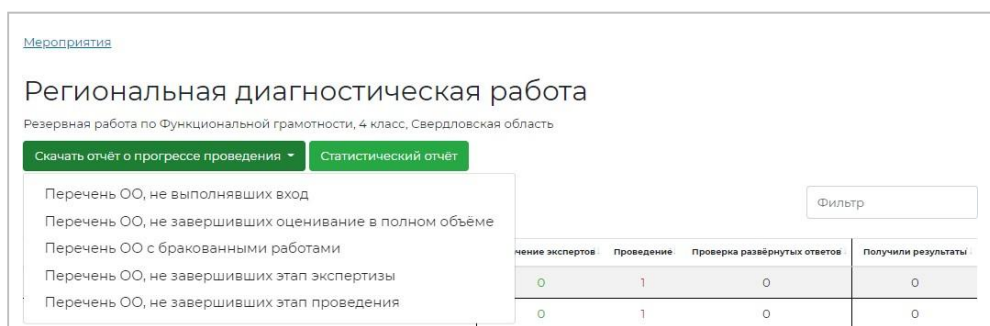 Мероприятия
Региональная диагностическая работа
Резервная работа по Функциональной грамотности, 4 класс, Свердловская область
Скачать отчёт о прогрессе проведения
Статистический отчёт
Перечень ОО, не выполнявших вход
Перечень ОО, не завершивших оценивание в полном объёме
Перечень ОО с бракованными работами
Перечень ОО, не завершивших этап экспертизы
Перечень ОО, не завершивших этап проведения
Фильтр
экспертов Проведение Проверка развёрнутых ответов Получили результаты
0 1 0 0
0 1 0 0